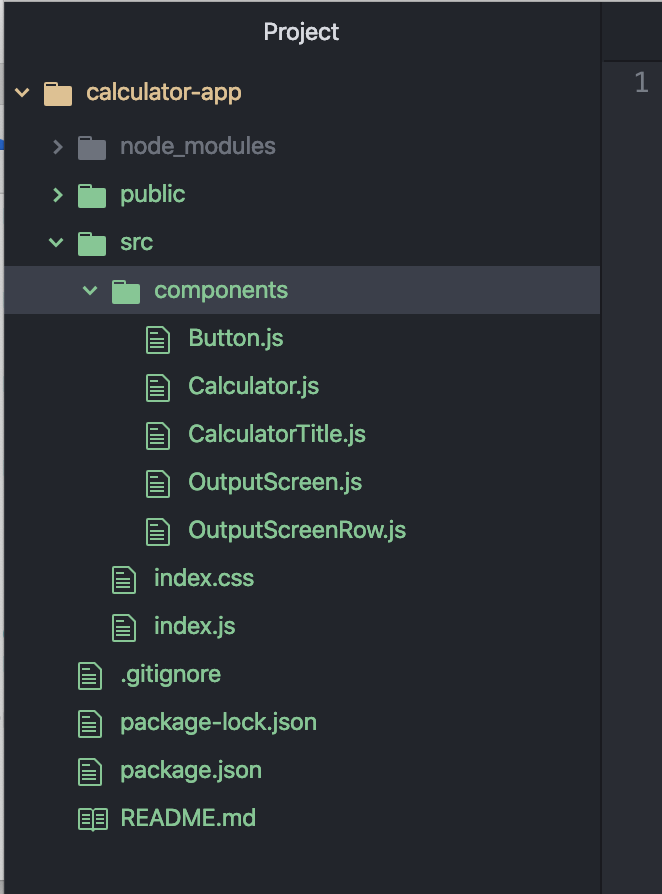 Project
1
calculator-app
node_modules
public
src
components
Button.js
Calculator.js
CalculatorTitle.js
OutputScreen.js
OutputScreenRow.js
index.css
index.js
.gitignore
package-lock.json
package.json
README.md